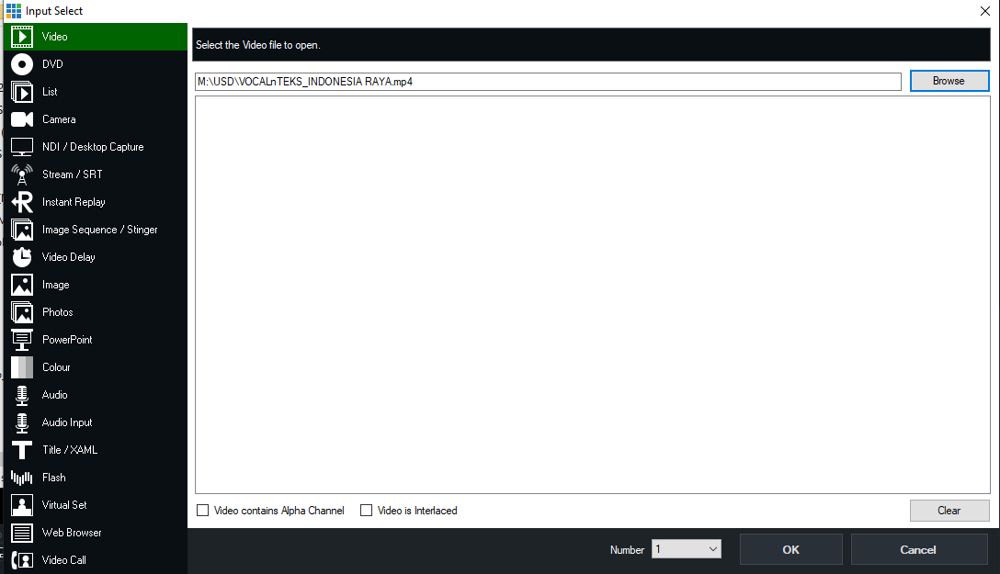 Input Select
Video
DVD
List
Camera
NDI / Desktop Capture
Stream / SRT
Instant Replay
Image Sequence / Stinger
Video Delay
Image
Photos
PowerPoint
Colour
Audio
Audio Input
Title / XAML
Flash
Virtual Set
Web Browser
Video Call
Select the Video file to open.
M:\USD\VOCALnTEKS_INDONESIA RAYA.mp4
Browse
Video contains Alpha Channel
Video is Interlaced
Clear
Number
1
OK
Cancel